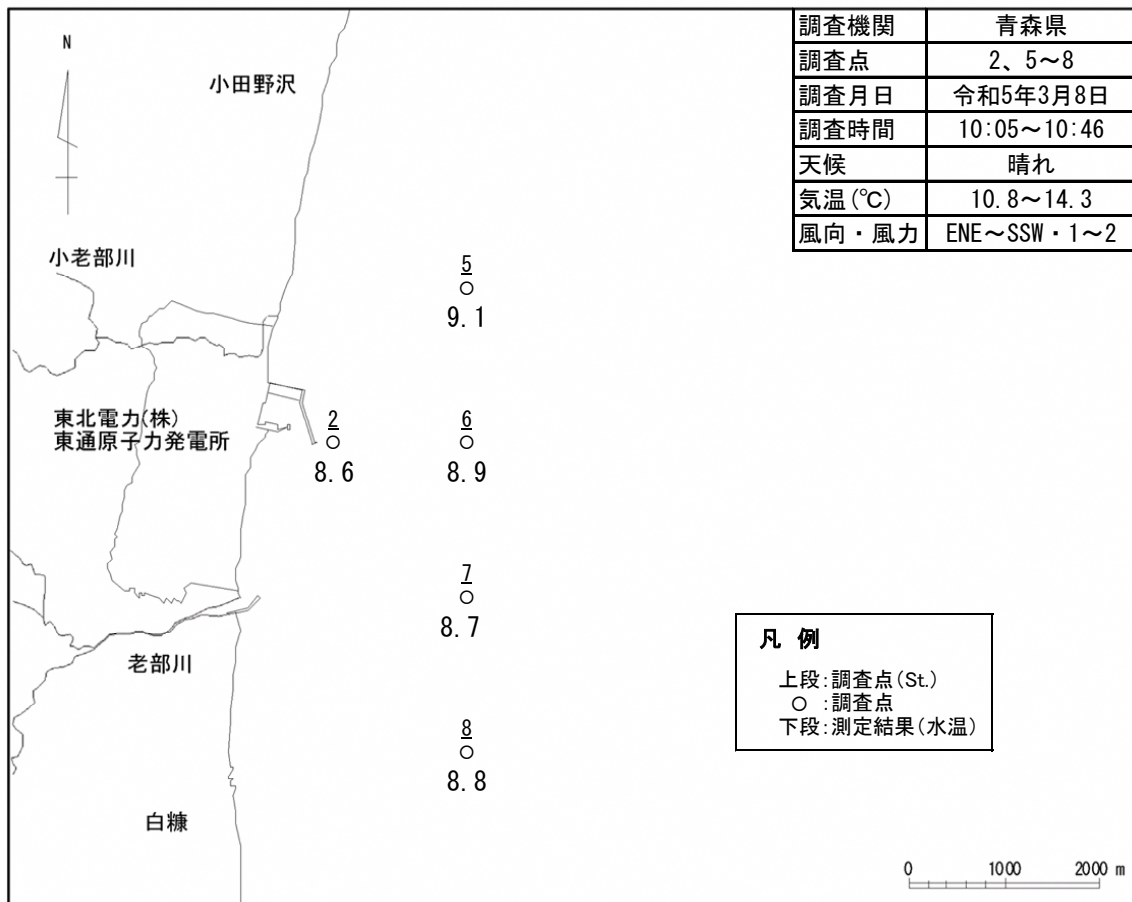 調査機関 青森県
調査点 2、5～8
調査月日 令和5年3月8日
調査時間 10:05～10:46
天候 晴れ
気温(℃) 10.8～14.3
風向・風力 ENE～SSW・1～2
N
小田野沢
小老部川
5
9.1
東北電力(株)
東通原子力発電所
2
8.6
6
8.9
7
8.7
老部川
8
8.8
白糠
凡 例
上段:調査点(St.)
○ :調査点
下段:測定結果(水温)
0 1000 2000 m